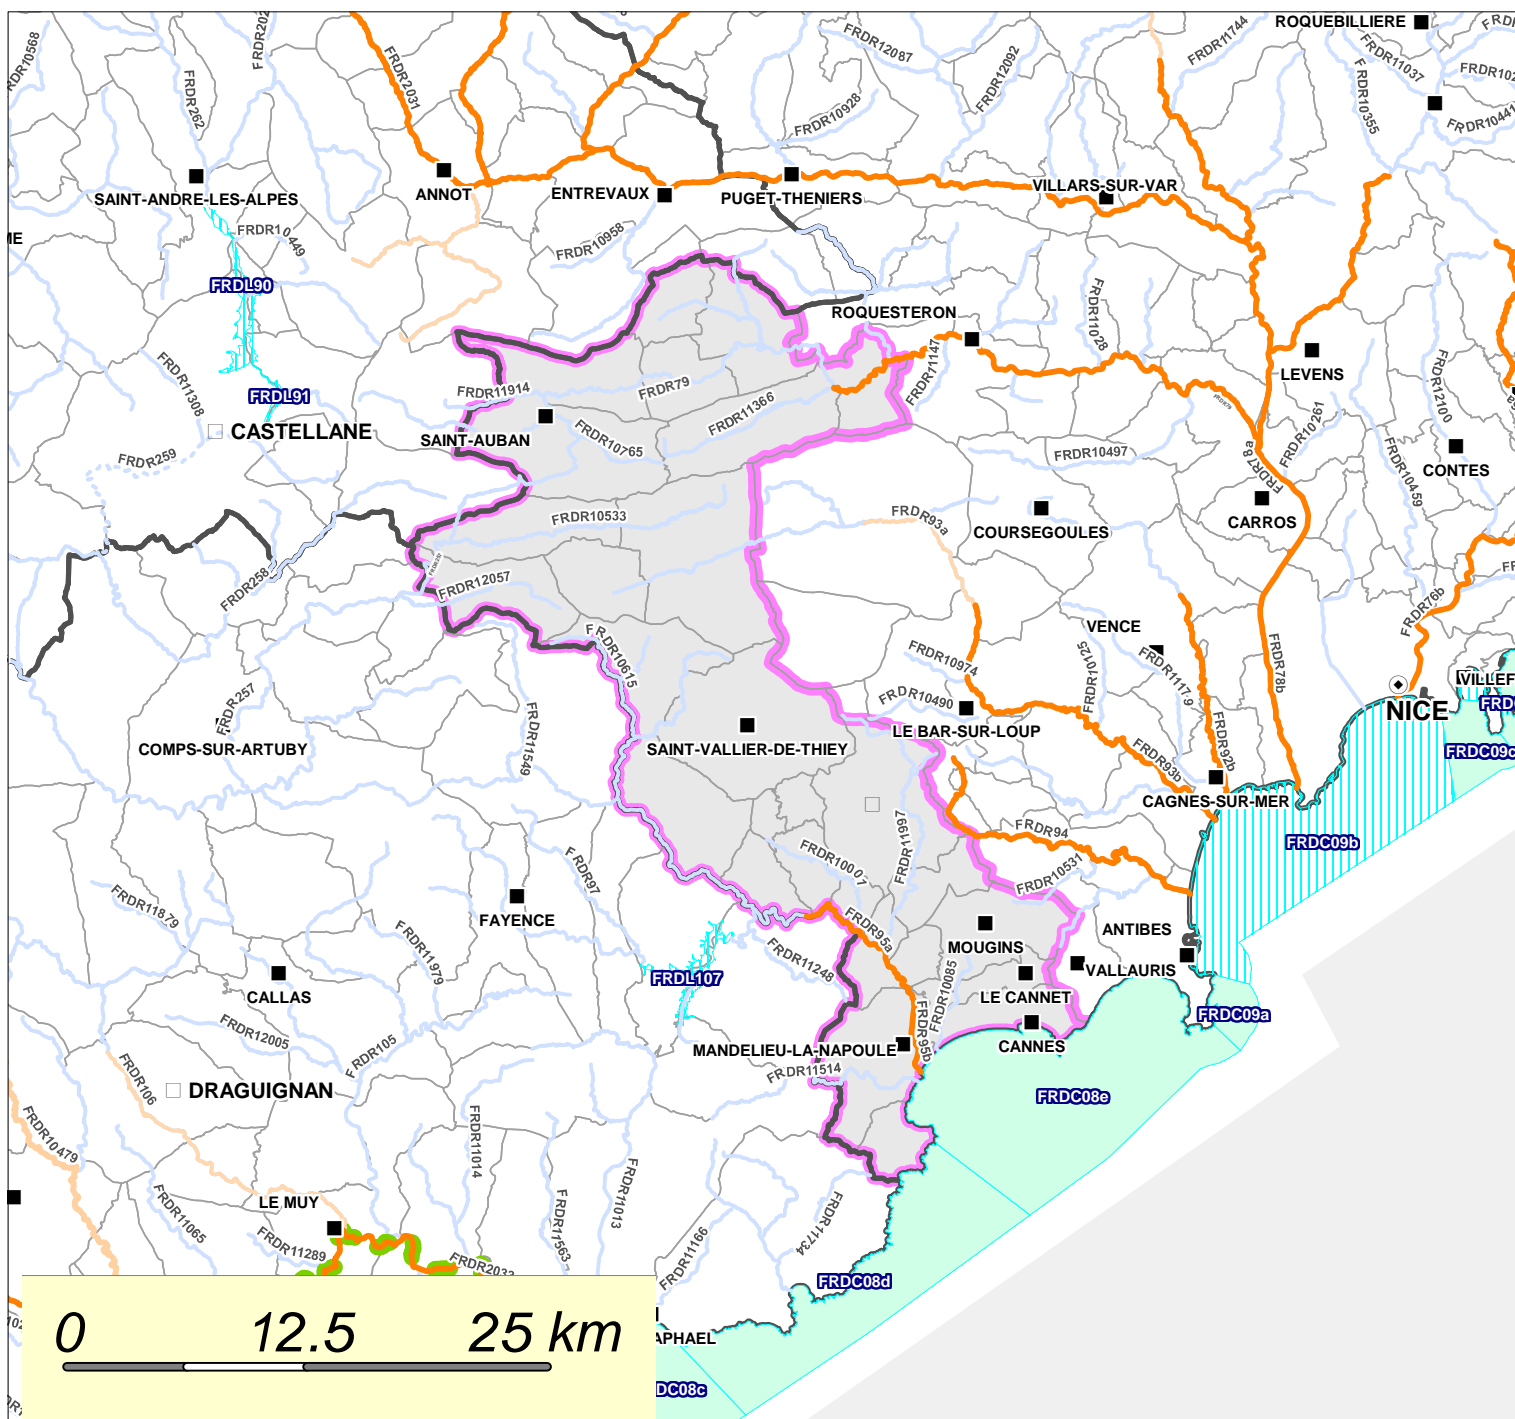 ROQUEBILLIERE
FRDR10568
FRDR262
FRDR2031
FRDR12087
FRDR12092
FRDR11744
FRDR11037
FRDR10355
FRDR10441
FRDR10928
SAINT-ANDRE-LES-ALPES
ANNOT
ENTREVAUX
PUGET-THENIERS
VILLARS-SUR-VAR
FRDR10449
FRDR10958
FRDL90
ROQUESTERON
FRDR11028
FRDR11147
LEVENS
FRDR11308
FRDL91
FRDR11914
FRDR79
FRDR11366
FRDR12100
CASTELLANE
SAINT-AUBAN
FRDR10765
FRDR259
FRDR10497
FRDR78a
FRDR10261
FRDR10459
CONTES
FRDR10533
FRDR93a
COURSEGOULES
CARROS
FRDR258
FRDR12057
FRDR76b
FRDR10615
VENCE
FRDR10974
FRDR10125
FRDR11179
FRDR78b
FRDR257
FRDR10490
VILLEF
NICE
COMPS-SUR-ARTUBY
FRDR11549
SAINT-VALLIER-DE-THIEY
LE BAR-SUR-LOUP
FRDR93b
FRDR92b
FRDC09c
CAGNES-SUR-MER
FRDR94
FRDC09b
FRDR10007
FRDR11997
FRDR10531
FRDR97
FRDR11879
FAYENCE
FRDR95a
MOUGINS
ANTIBES
FRDR11979
FRDR11248
FRDL107
FRDR10085
VALLAURIS
CALLAS
LE CANNET
FRDC09a
FRDR12005
FRDR105
MANDELIEU-LA-NAPOULE
FRDR95b
CANNES
FRDR106
FRDR11514
DRAGUIGNAN
FRDC08e
FRDR10479
FRDR11014
FRDR11013
LE MUY
FRDR11065
FRDR11289
FRDR2033
FRDR11563
FRDR11166
FRDR11734
FRDC08d
0 12.5 25 km
APHAEL
DC08c